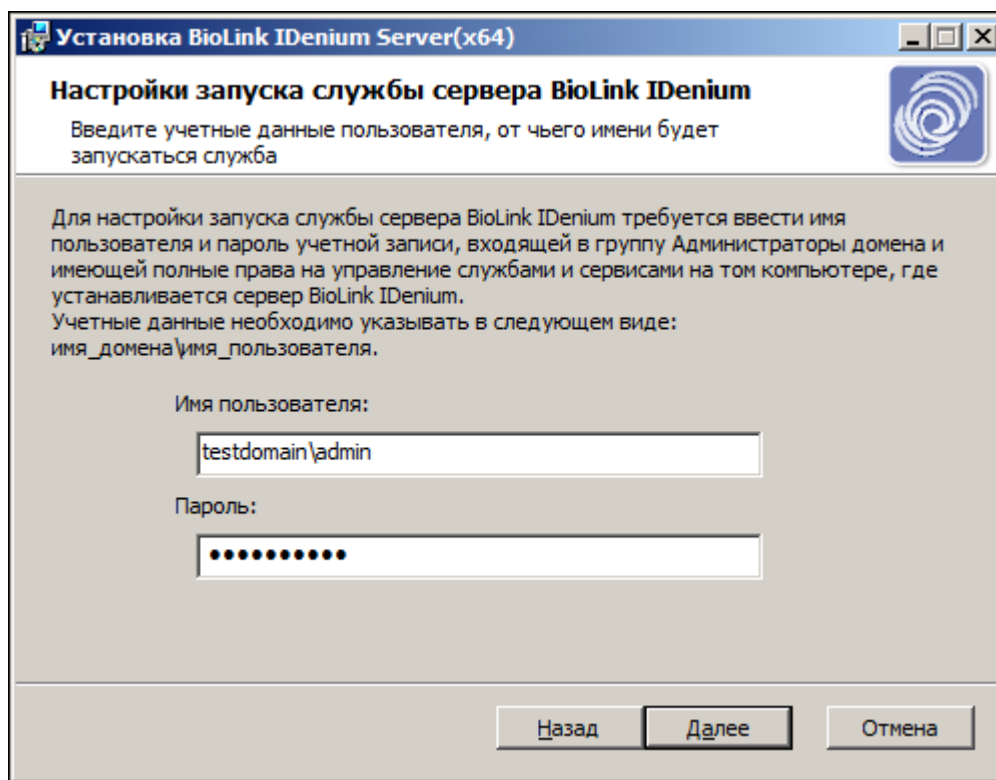 Установка BioLink IDenium Server(x64)
Настройки запуска службы сервера BioLink IDenium
Введите учетные данные пользователя, от чьего имени будет
запускаться служба
Для настройки запуска службы сервера BioLink IDenium требуется ввести имя
пользователя и пароль учетной записи, входящей в группу Администраторы домена и
имеющей полные права на управление службами и сервисами на том компьютере, где
устанавливается сервер BioLink IDenium.
Учетные данные необходимо указывать в следующем виде:
имя_домена\имя_пользователя.
Имя пользователя:
testdomain\admin
Пароль:
●●●●●●●●●●
Назад Далее Отмена